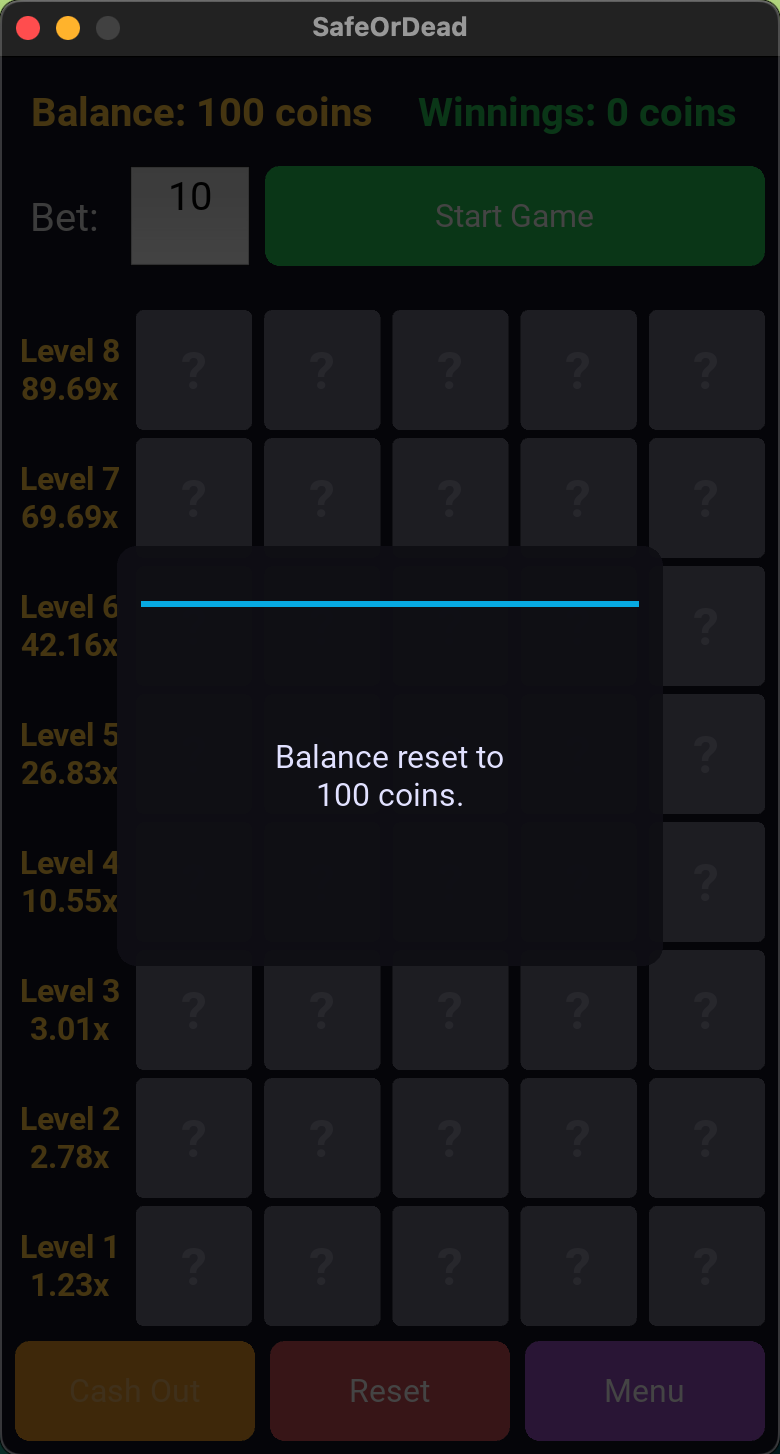 SafeOrDead
Balance: 100 coins Winnings: 0 coins
Bet: 10 Start Game
Level 8
89.69x
? ? ? ? ?
Level 7
69.69x
? ? ? ? ?
Level 6
42.16x
?
Level 5
26.83x
?
Balance reset to
100 coins.
Level 4
10.55x
?
Level 3
3.01x
? ? ? ? ?
Level 2
2.78x
? ? ? ? ?
Level 1
1.23x
? ? ? ? ?
Cash Out Reset Menu